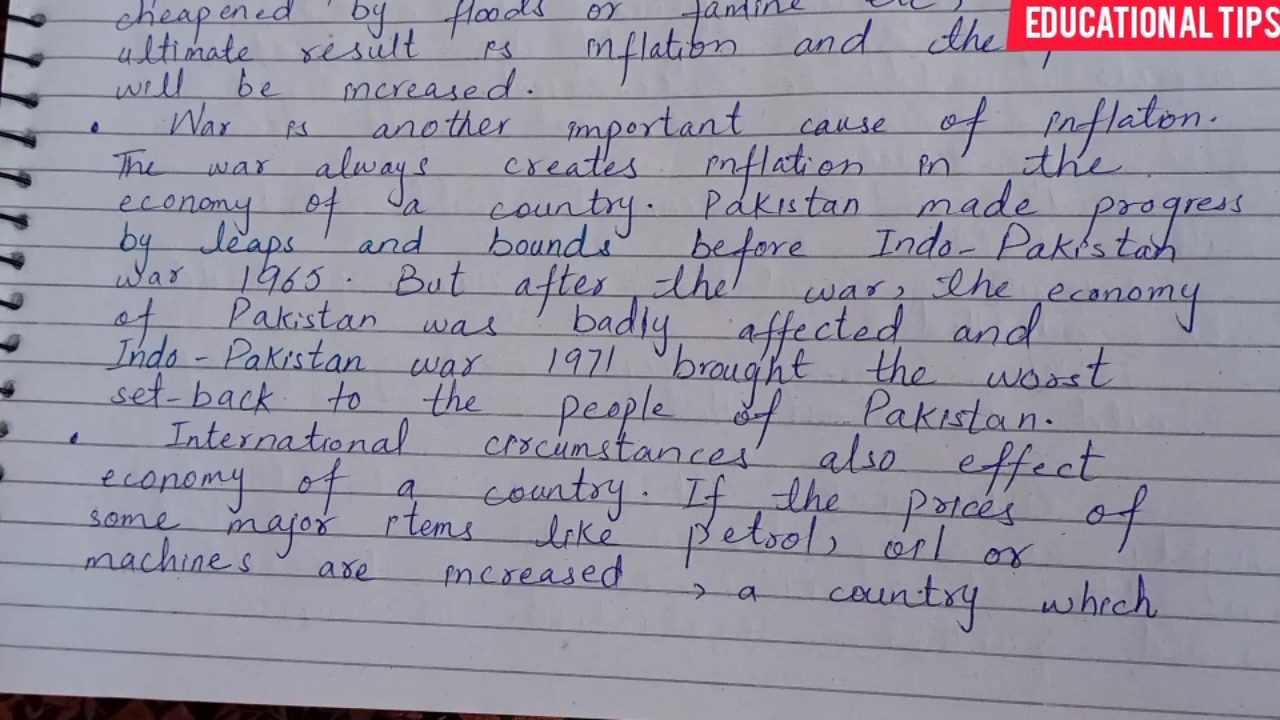 EDUCATIONAL TIPS
cheapened by floods or famine etc,
ultimate result is inflation and the
will be increased.
• War is another important cause of inflaton.
The war always creates inflation in the
economy of a country. Pakistan made progress
by leaps and bounds before Indo-Pakistan
war 1965. But after the war, the economy
of Pakistan was badly affected and
Indo-Pakistan war 1971 brought the worst
set-back to the people of Pakistan.
• International circumstances also effect
economy of a country. If the prices of
some major items like petrol, oil or
machines are increased, a country which